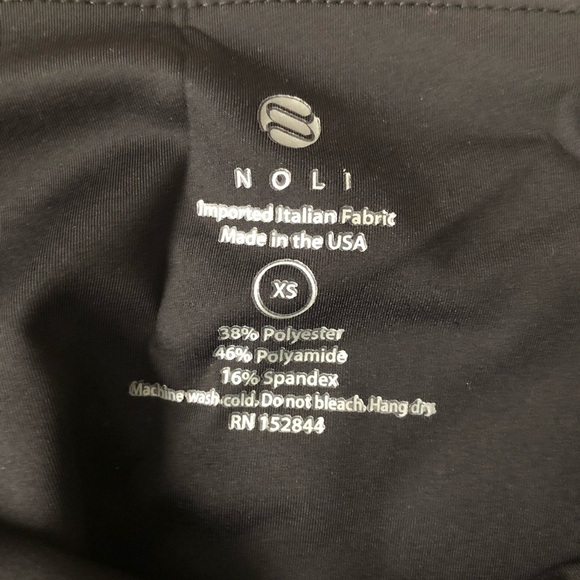 NOLI
Imported Italian Fabric
Made in the USA
XS
38% Polyester
46% Polyamide
16% Spandex
Machine wash cold. Do not bleach. Hang dry.
RN 152844